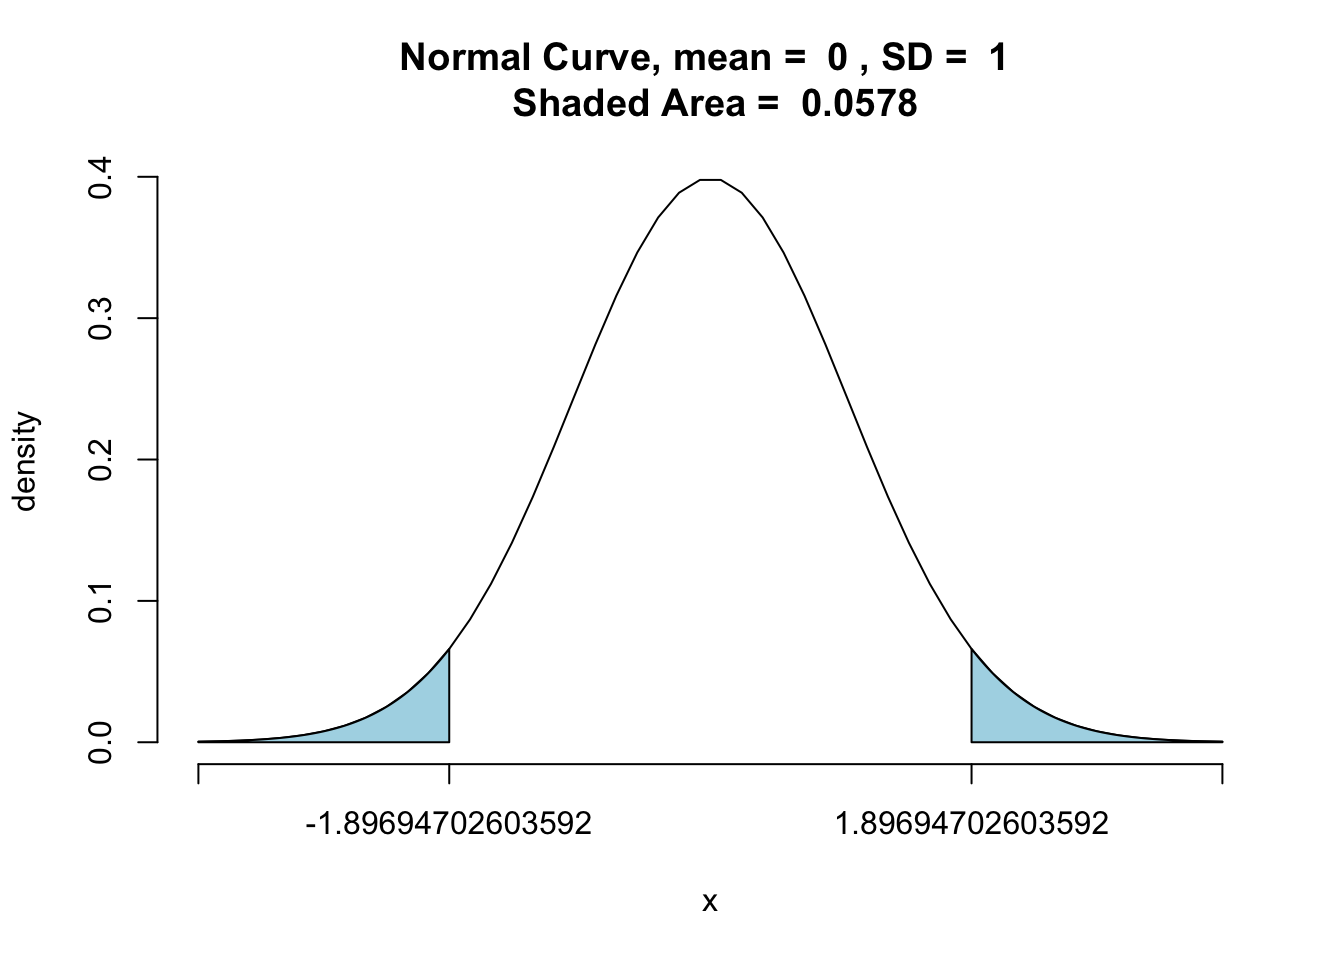 Normal Curve, mean =  0 , SD =  1
Shaded Area =  0.0578
0.4
0.3
0.2
0.1
0.0
density
-1.89694702603592
1.89694702603592
x